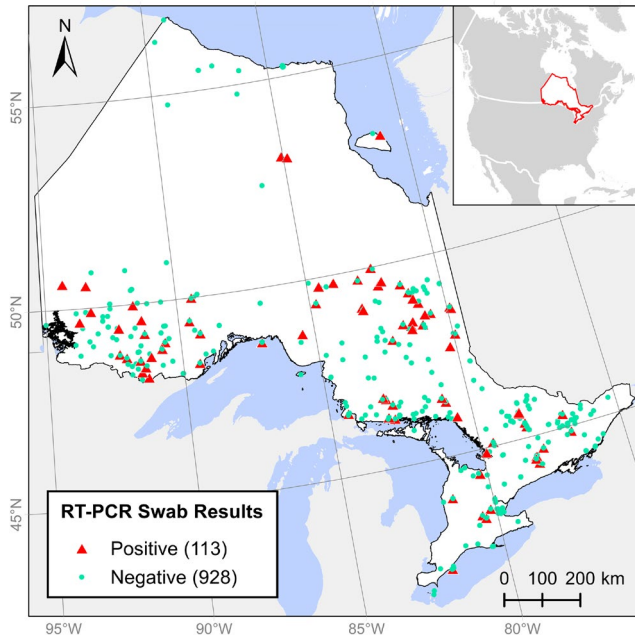 N
55°N
50°N
45°N
RT-PCR Swab Results
Positive (113)
Negative (928)
0 100 200 km
95°W 90°W 85°W 80°W